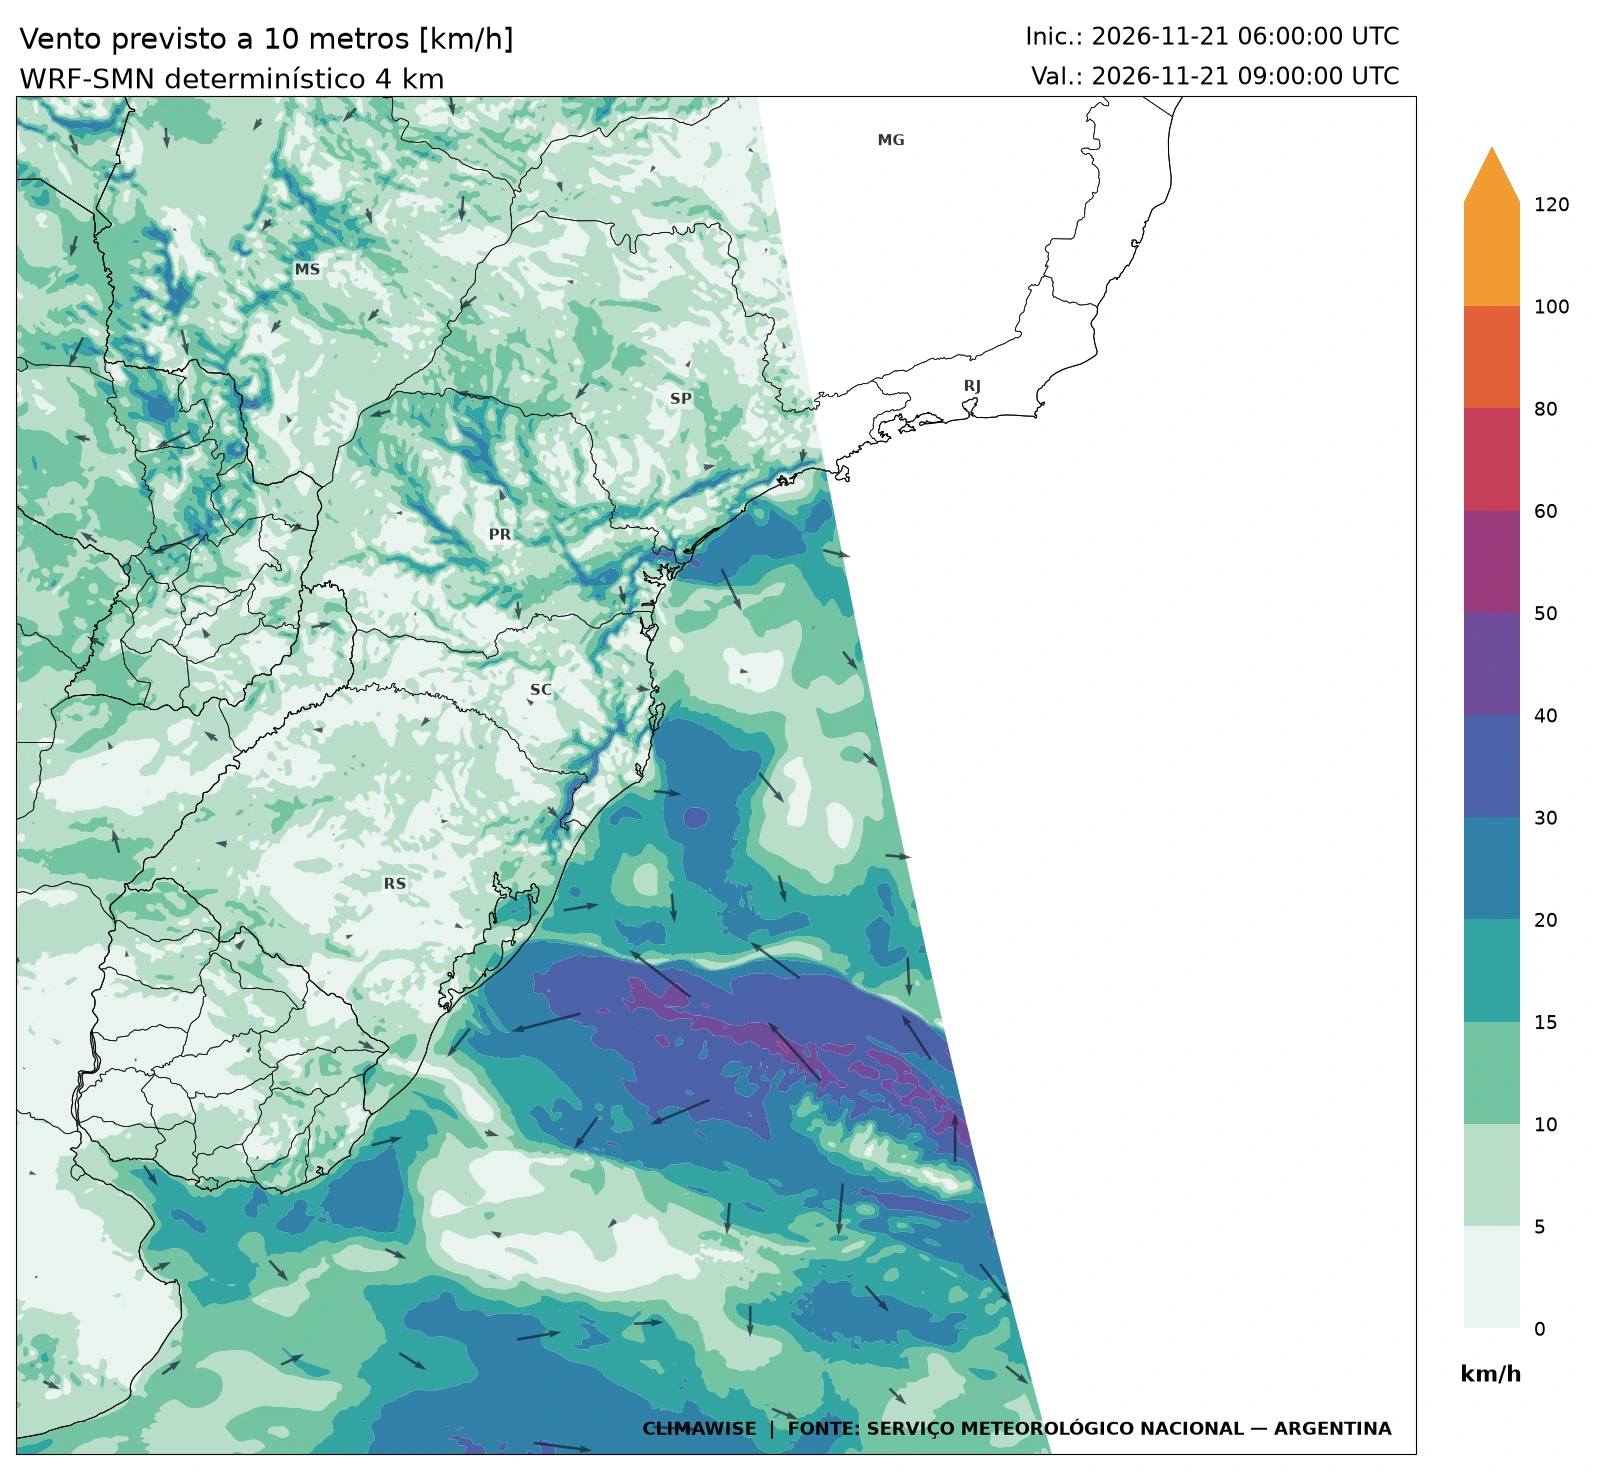 Vento previsto a 10 metros [km/h]
WRF-SMN determinístico 4 km
Inic.: 2026-11-21 06:00:00 UTC
Val.: 2026-11-21 09:00:00 UTC
MG
MS
RJ
SP
PR
SC
RS
120
100
80
60
50
40
30
20
15
10
5
0
km/h
CLIMAWISE | FONTE: SERVIÇO METEOROLÓGICO NACIONAL — ARGENTINA